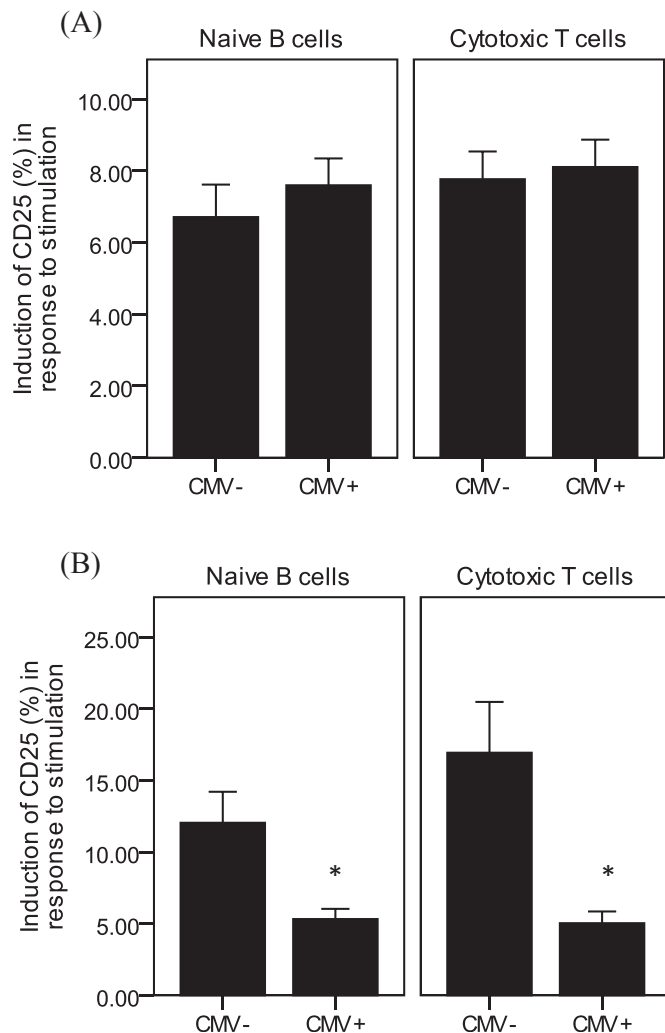 (A)
Naive B cells
Cytotoxic T cells
Induction of CD25 (%) in
response to stimulation
10.00
8.00
6.00
4.00
2.00
0.00
CMV-
CMV+
CMV-
CMV+
(B)
Naive B cells
Cytotoxic T cells
Induction of CD25 (%) in
response to stimulation
25.00
20.00
15.00
10.00
5.00
0.00
*
*
CMV-
CMV+
CMV-
CMV+